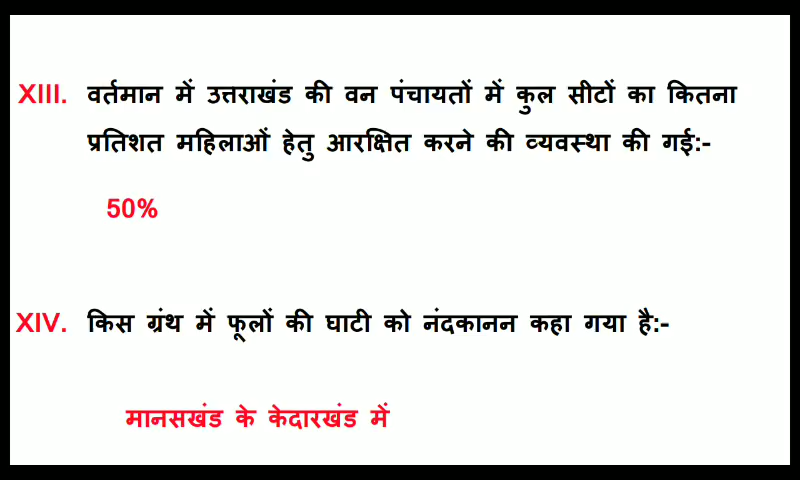 XIII. वर्तमान में उत्तराखंड की वन पंचायतों में कुल सीटों का कितना
प्रतिशत महिलाओं हेतु आरक्षित करने की व्यवस्था की गई:-
50%
XIV. किस ग्रंथ में फूलों की घाटी को नंदकानन कहा गया है:-
मानसखंड के केदारखंड में